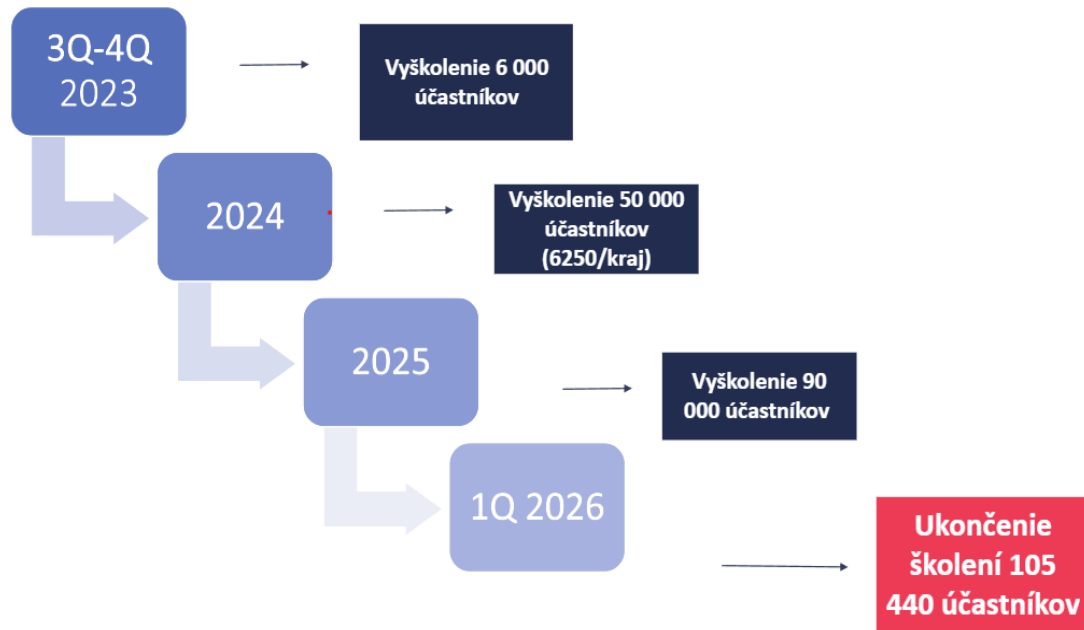 3Q-4Q
2023
Vyškolenie 6 000
účastníkov
2024
Vyškolenie 50 000
účastníkov
(6250/kraj)
2025
Vyškolenie 90
000 účastníkov
1Q 2026
Ukončenie
školení 105
440 účastníkov